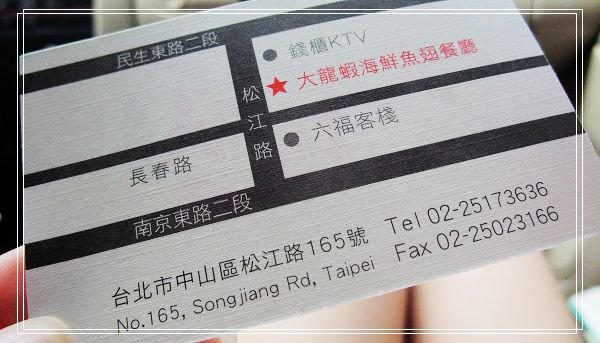 民生東路二段
錢櫃KTV
大龍蝦海鮮魚翅餐廳
松江路
六福客棧
長春路
南京東路二段
台北市中山區松江路165號 Tel 02-25173636
No.165, Songjiang Rd, Taipei Fax 02-25023166